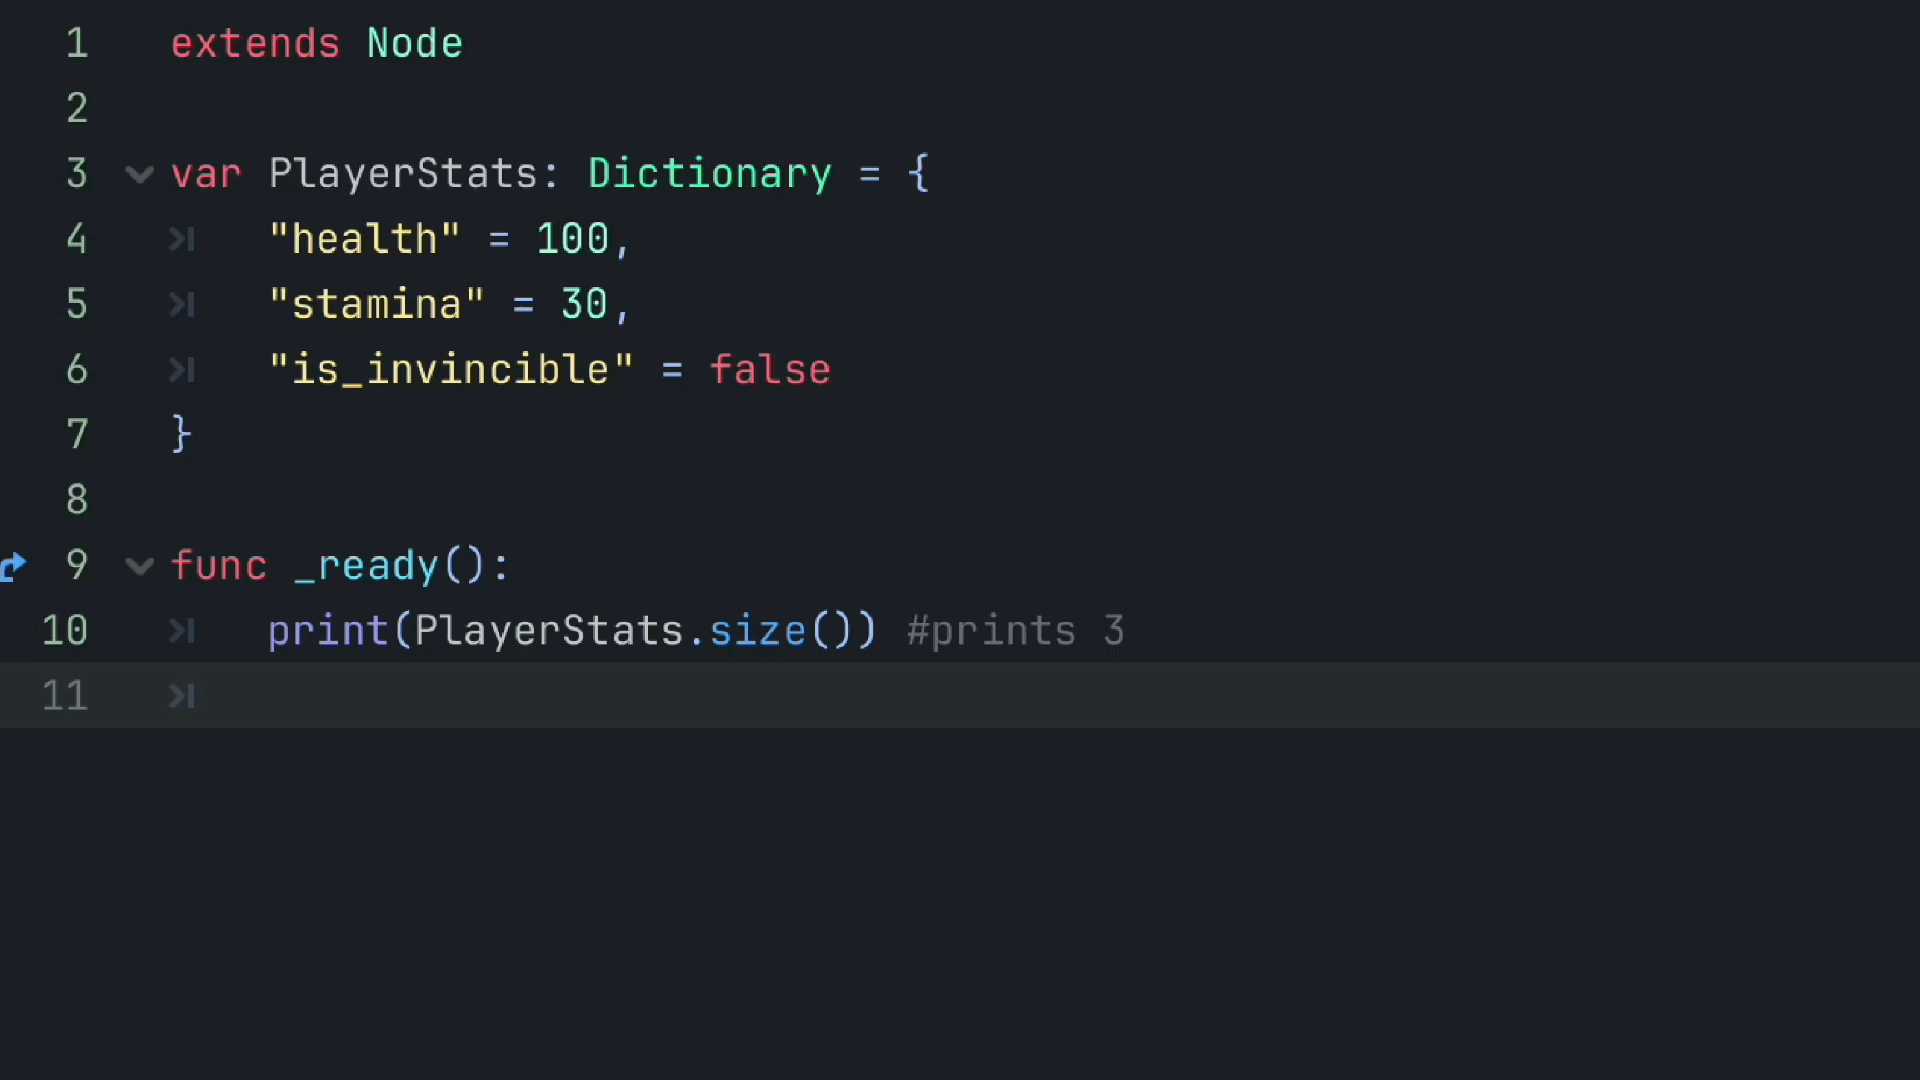 1 extends Node
2
3 var PlayerStats: Dictionary = {
4 "health" = 100,
5 "stamina" = 30,
6 "is_invincible" = false
7 }
8
9 func _ready():
10 print(PlayerStats.size()) #prints 3
11